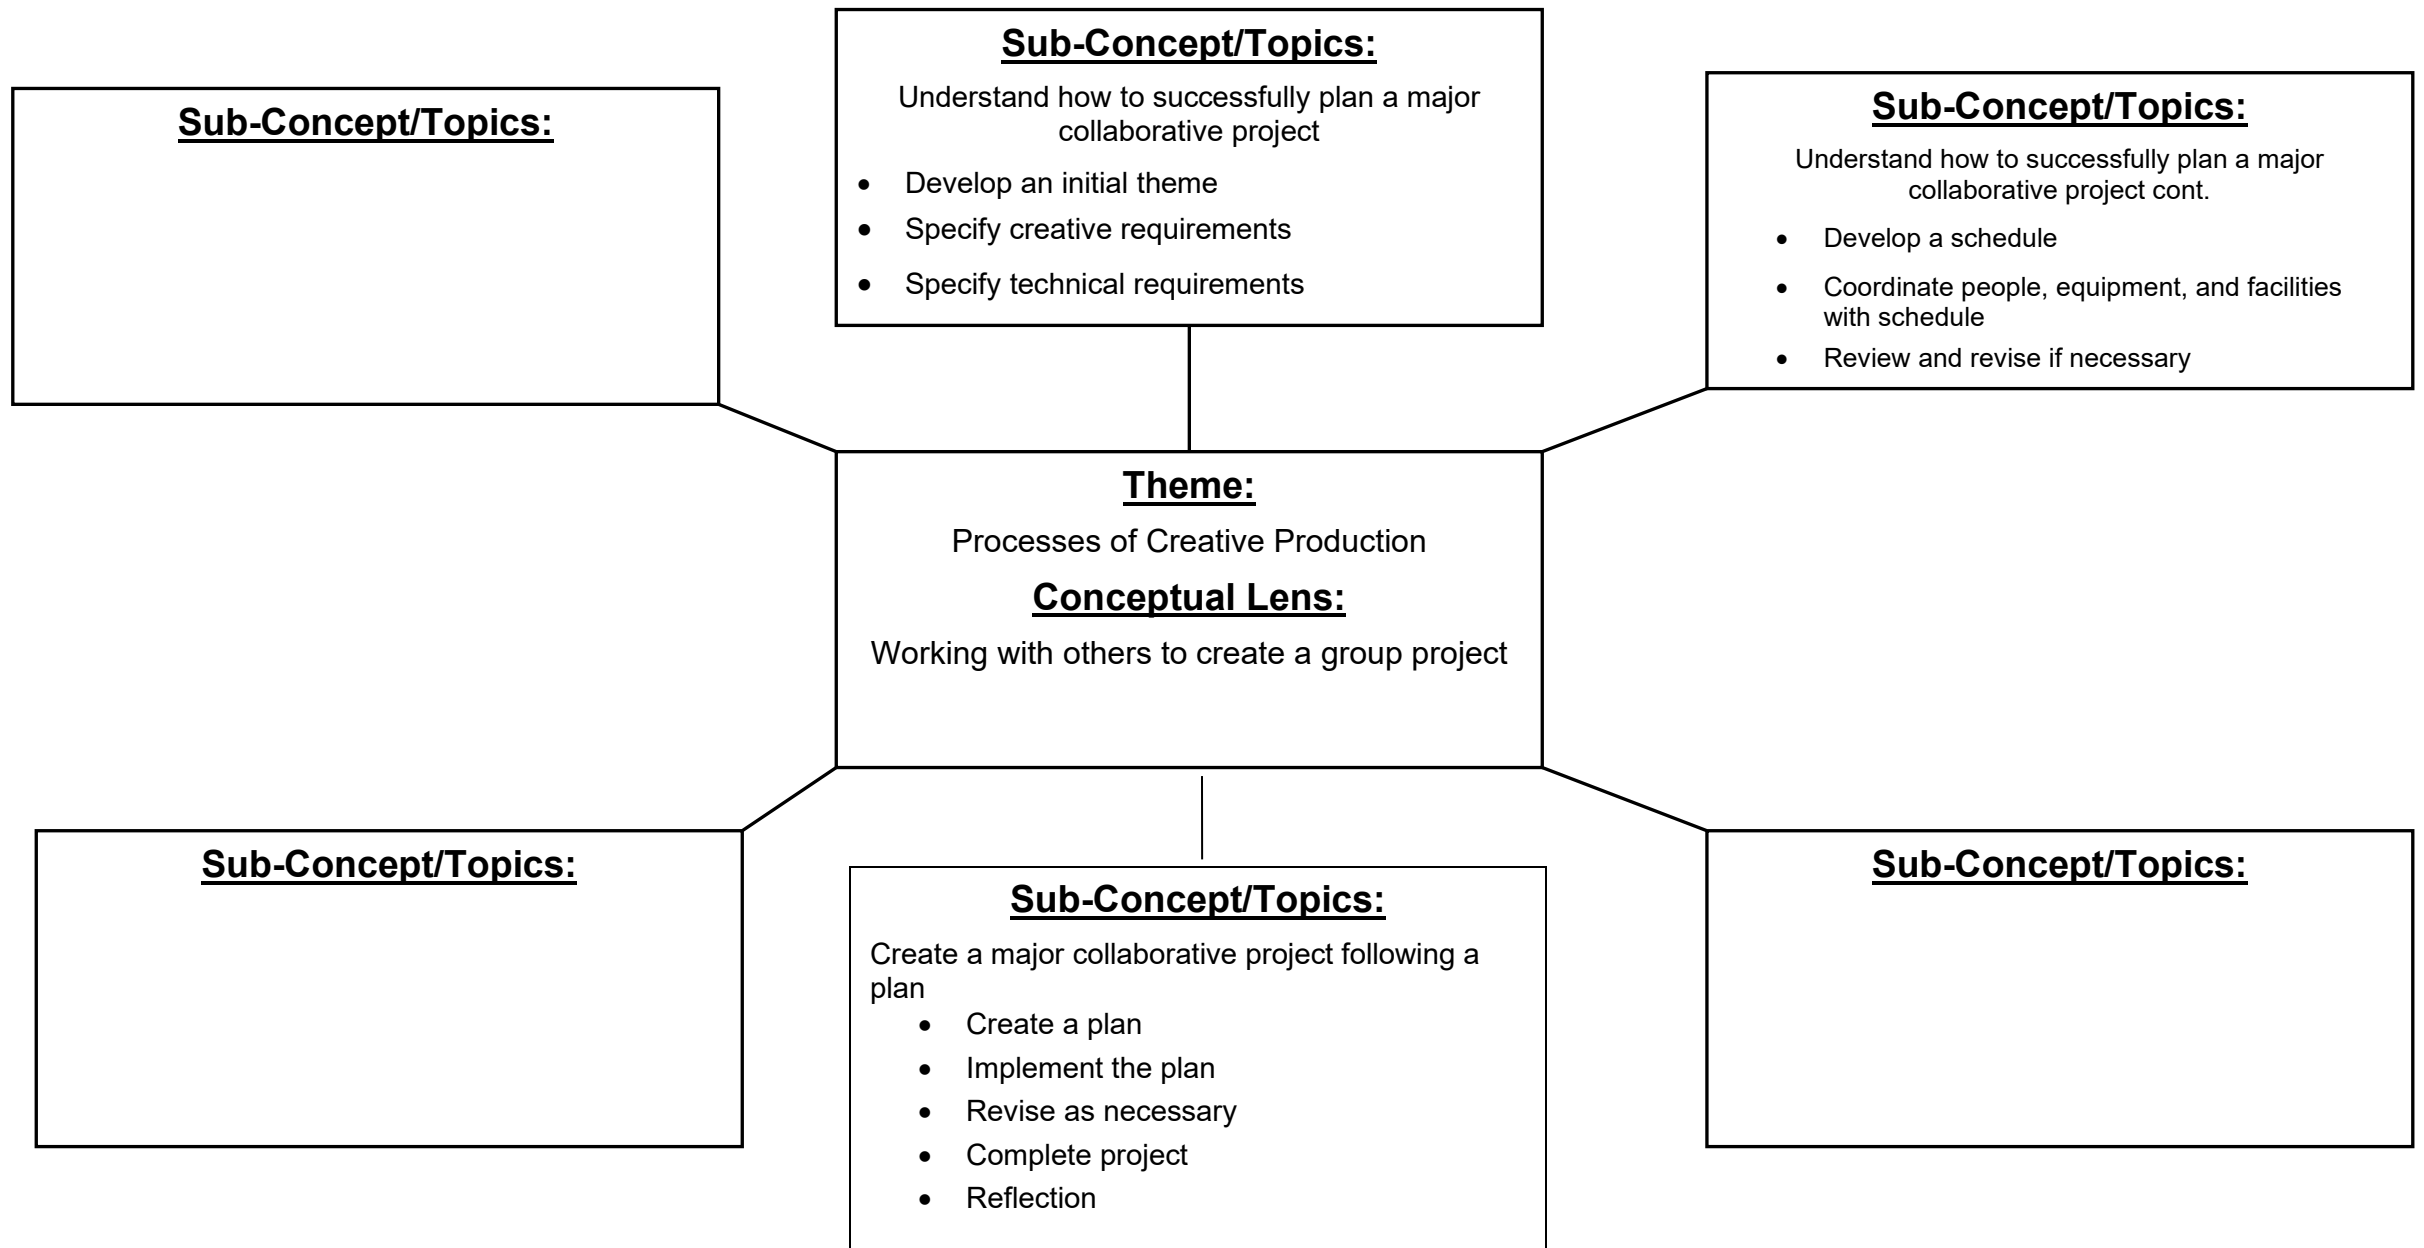 Sub-Concept/Topics:
Sub-Concept/Topics:
Understand how to successfully plan a major
collaborative project
• Develop an initial theme
• Specify creative requirements
• Specify technical requirements
Sub-Concept/Topics:
Understand how to successfully plan a major
collaborative project cont.
• Develop a schedule
• Coordinate people, equipment, and facilities
with schedule
• Review and revise if necessary
Theme:
Processes of Creative Production
Conceptual Lens:
Working with others to create a group project
Sub-Concept/Topics:
Sub-Concept/Topics:
Create a major collaborative project following a
plan
• Create a plan
• Implement the plan
• Revise as necessary
• Complete project
• Reflection
Sub-Concept/Topics: